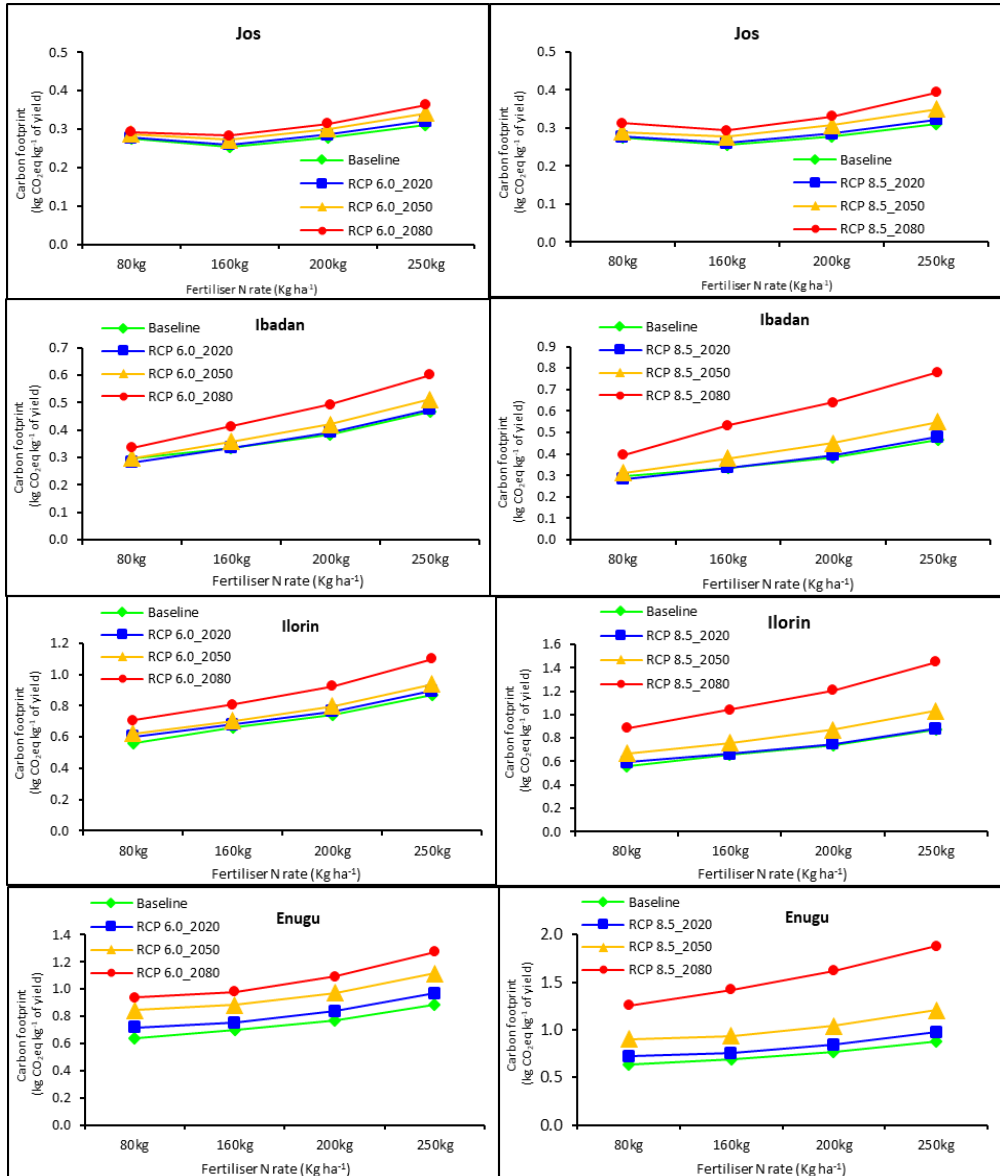 Jos
Carbon footprint
(kg CO₂eq kg⁻¹ of yield)
0.5
0.4
0.3
0.2
0.1
0.0
Baseline
RCP 6.0_2020
RCP 6.0_2050
RCP 6.0_2080
80kg 160kg 200kg 250kg
Fertiliser N rate (Kg ha⁻¹)
Jos
Carbon footprint
(kg CO₂eq kg⁻¹ of yield)
0.5
0.4
0.3
0.2
0.1
0.0
Baseline
RCP 8.5_2020
RCP 8.5_2050
RCP 8.5_2080
80kg 160kg 200kg 250kg
Fertiliser N rate (Kg ha⁻¹)
Ibadan
Baseline
RCP 6.0_2020
RCP 6.0_2050
RCP 6.0_2080
Carbon footprint
(kg CO₂eq kg⁻¹ of yield)
0.7
0.6
0.5
0.4
0.3
0.2
0.1
0.0
80kg 160kg 200kg 250kg
Fertiliser N rate (Kg ha⁻¹)
Ibadan
Baseline
RCP 8.5_2020
RCP 8.5_2050
RCP 8.5_2080
Carbon footprint
(kg CO₂eq kg⁻¹ of yield)
0.9
0.8
0.7
0.6
0.5
0.4
0.3
0.2
0.1
0.0
80kg 160kg 200kg 250kg
Fertiliser N rate (Kg ha⁻¹)
Ilorin
Baseline
RCP 6.0_2020
RCP 6.0_2050
RCP 6.0_2080
Carbon footprint
(kg CO₂eq kg⁻¹ of yield)
1.2
1.0
0.8
0.6
0.4
0.2
0.0
80kg 160kg 200kg 250kg
Fertiliser N rate (Kg ha⁻¹)
Ilorin
Baseline
RCP 8.5_2020
RCP 8.5_2050
RCP 8.5_2080
Carbon footprint
(kg CO₂eq kg⁻¹ of yield)
1.6
1.4
1.2
1.0
0.8
0.6
0.4
0.2
0.0
80kg 160kg 200kg 250kg
Fertiliser N rate (Kg ha⁻¹)
Enugu
Baseline
RCP 6.0_2020
RCP 6.0_2050
RCP 6.0_2080
Carbon footprint
(kg CO₂eq kg⁻¹ of yield)
1.4
1.2
1.0
0.8
0.6
0.4
0.2
0.0
80kg 160kg 200kg 250kg
Fertiliser N rate (Kg ha⁻¹)
Enugu
Baseline
RCP 8.5_2020
RCP 8.5_2050
RCP 8.5_2080
Carbon footprint
(kg CO₂eq kg⁻¹ of yield)
2.0
1.5
1.0
0.5
0.0
80kg 160kg 200kg 250kg
Fertiliser N rate (Kg ha⁻¹)